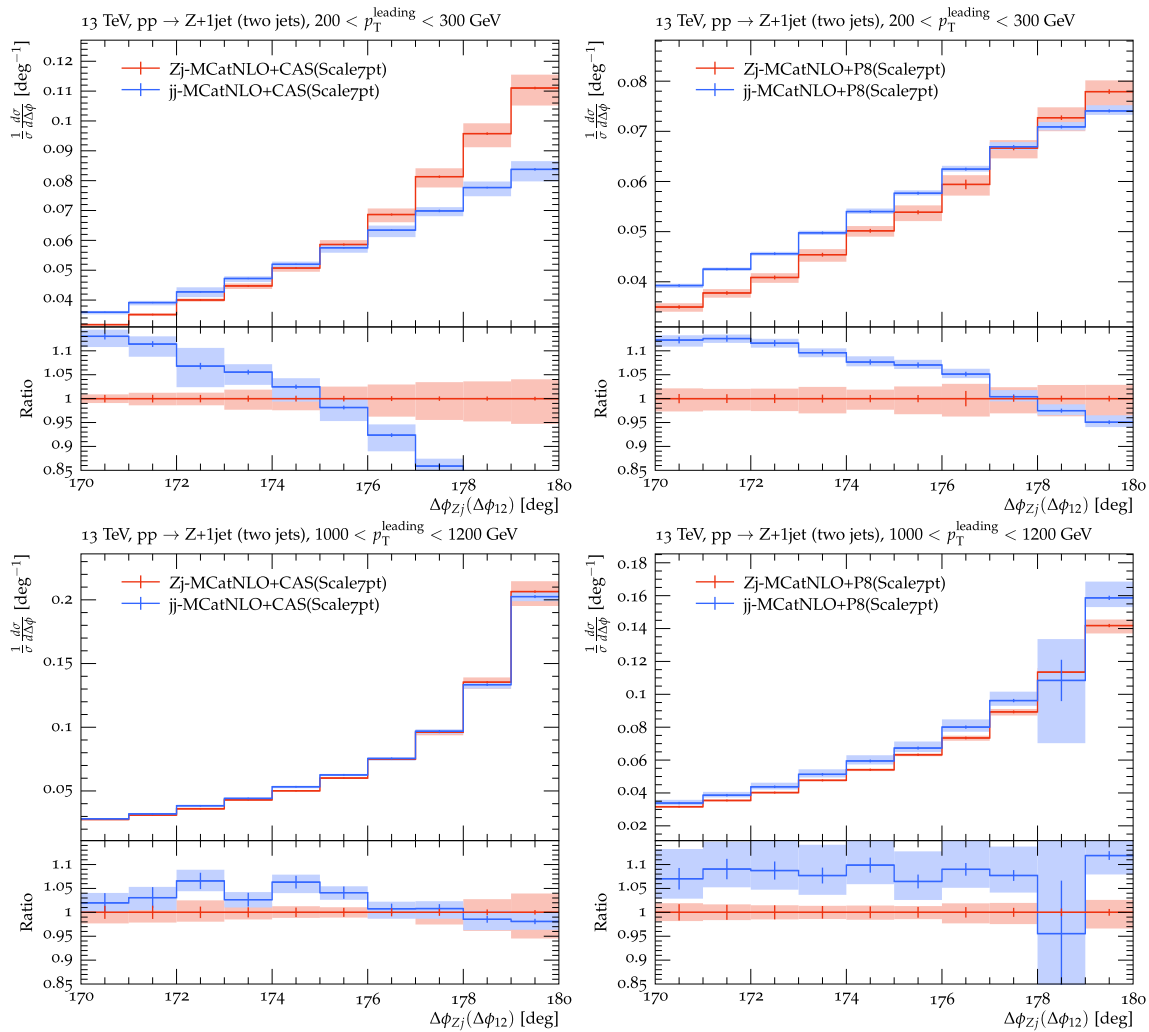 13 TeV, pp → Z+1jet (two jets), 200 < p_T^leading < 300 GeV
1/σ dσ/dΔϕ [deg⁻¹]
0.12
0.11
0.1
0.09
0.08
0.07
0.06
0.05
0.04
Zj-MCatNLO+CAS(Scale7pt)
jj-MCatNLO+CAS(Scale7pt)
Ratio
1.1
1.05
1
0.95
0.9
0.85
170 172 174 176 178 180
Δϕ_Zj(Δϕ_12) [deg]
13 TeV, pp → Z+1jet (two jets), 200 < p_T^leading < 300 GeV
1/σ dσ/dΔϕ [deg⁻¹]
0.08
0.07
0.06
0.05
0.04
Zj-MCatNLO+P8(Scale7pt)
jj-MCatNLO+P8(Scale7pt)
Ratio
1.1
1.05
1
0.95
0.9
0.85
170 172 174 176 178 180
Δϕ_Zj(Δϕ_12) [deg]
13 TeV, pp → Z+1jet (two jets), 1000 < p_T^leading < 1200 GeV
1/σ dσ/dΔϕ [deg⁻¹]
0.2
0.15
0.1
0.05
Zj-MCatNLO+CAS(Scale7pt)
jj-MCatNLO+CAS(Scale7pt)
Ratio
1.1
1.05
1
0.95
0.9
0.85
170 172 174 176 178 180
Δϕ_Zj(Δϕ_12) [deg]
13 TeV, pp → Z+1jet (two jets), 1000 < p_T^leading < 1200 GeV
1/σ dσ/dΔϕ [deg⁻¹]
0.18
0.16
0.14
0.12
0.1
0.08
0.06
0.04
0.02
Zj-MCatNLO+P8(Scale7pt)
jj-MCatNLO+P8(Scale7pt)
Ratio
1.1
1.05
1
0.95
0.9
0.85
170 172 174 176 178 180
Δϕ_Zj(Δϕ_12) [deg]